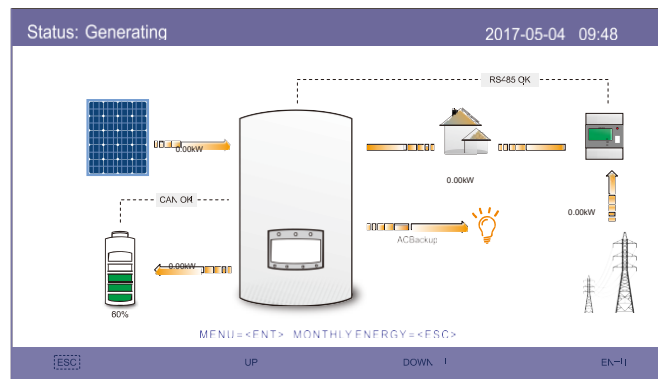 Status: Generating
2017-05-04 09:48
RS485 OK
0.00kW
0.00kW
CAN OK
0.00kW
0.00kW
ACBackup
60%
MENU=<ENT> MONTHLY ENERGY=<ESC>
ESC
UP
DOWN